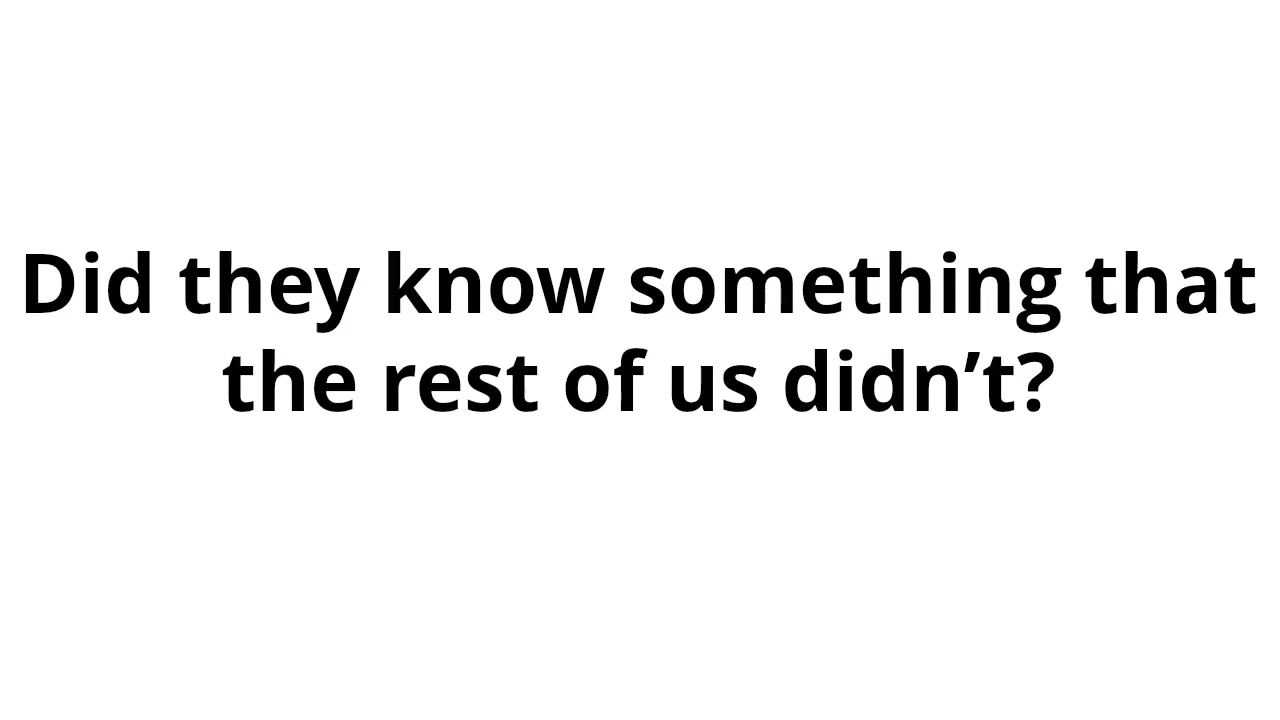 Did they know something that
the rest of us didn’t?